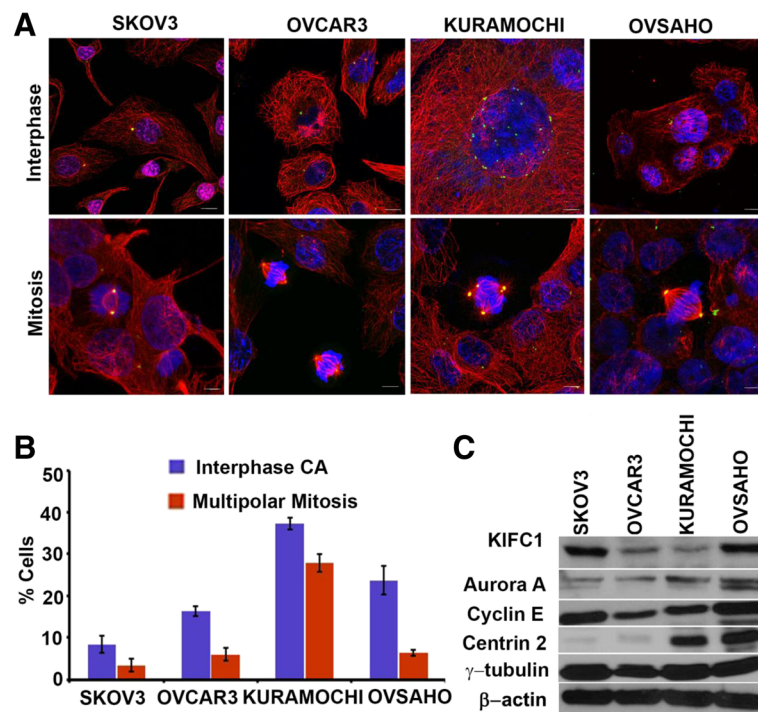 A
SKOV3 OVCAR3 KURAMOCHI OVSAHO
Interphase
Mitosis
B
Interphase CA
Multipolar Mitosis
% Cells
50
40
30
20
10
0
SKOV3 OVCAR3 KURAMOCHI OVSAHO
C
SKOV3 OVCAR3 KURAMOCHI OVSAHO
KIFC1
Aurora A
Cyclin E
Centrin 2
γ–tubulin
β–actin